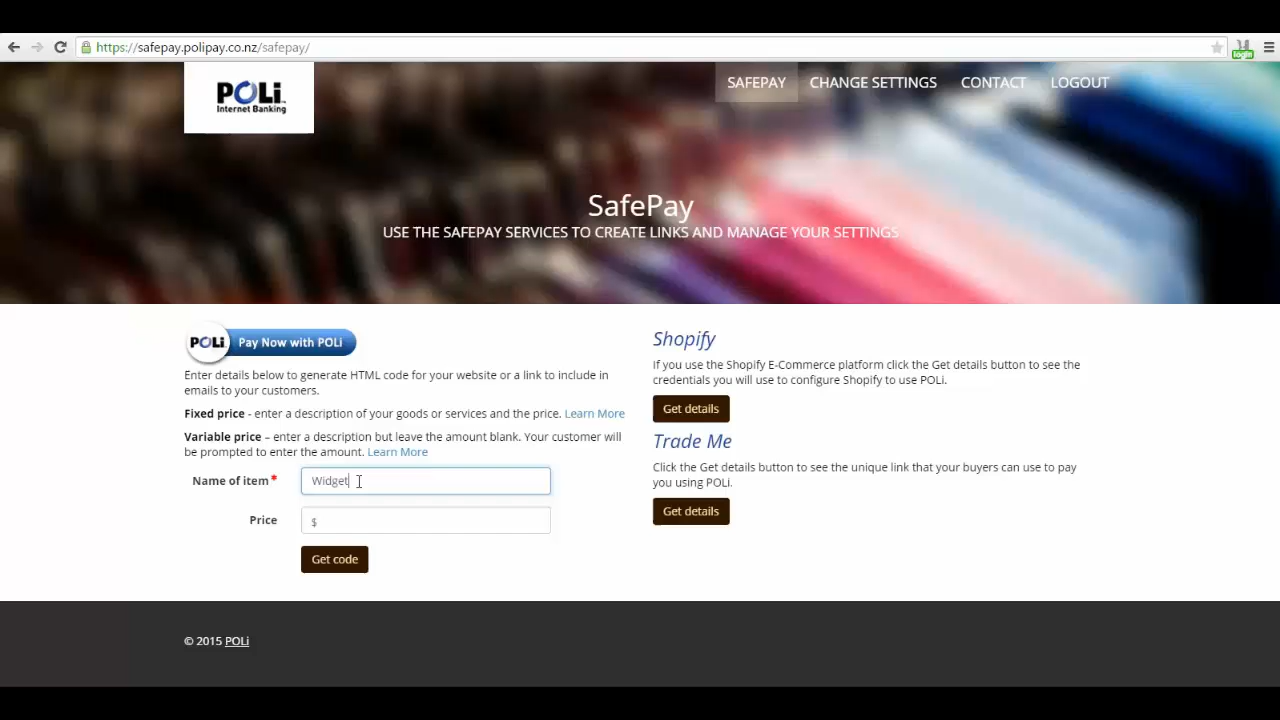 https://safepay.polipay.co.nz/safepay/
login
POLi
Internet Banking
SAFEPAY CHANGE SETTINGS CONTACT LOGOUT
SafePay
USE THE SAFEPAY SERVICES TO CREATE LINKS AND MANAGE YOUR SETTINGS
POLi Pay Now with POLi
Enter details below to generate HTML code for your website or a link to include in
emails to your customers.
Fixed price - enter a description of your goods or services and the price. Learn More
Variable price – enter a description but leave the amount blank. Your customer will
be prompted to enter the amount. Learn More
Name of item * Widget
Price $
Get code
Shopify
If you use the Shopify E-Commerce platform click the Get details button to see the
credentials you will use to configure Shopify to use POLi.
Get details
Trade Me
Click the Get details button to see the unique link that your buyers can use to pay
you using POLi.
Get details
© 2015 POLi